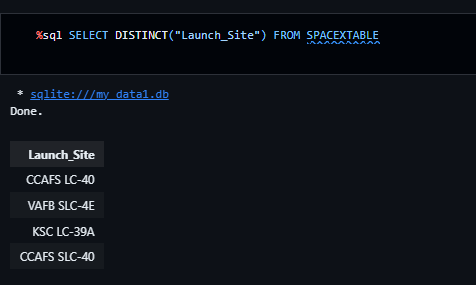 %sql SELECT DISTINCT("Launch_Site") FROM SPACEXTABLE
* sqlite:///my_data1.db
Done.
Launch_Site
CCAFS LC-40
VAFB SLC-4E
KSC LC-39A
CCAFS SLC-40